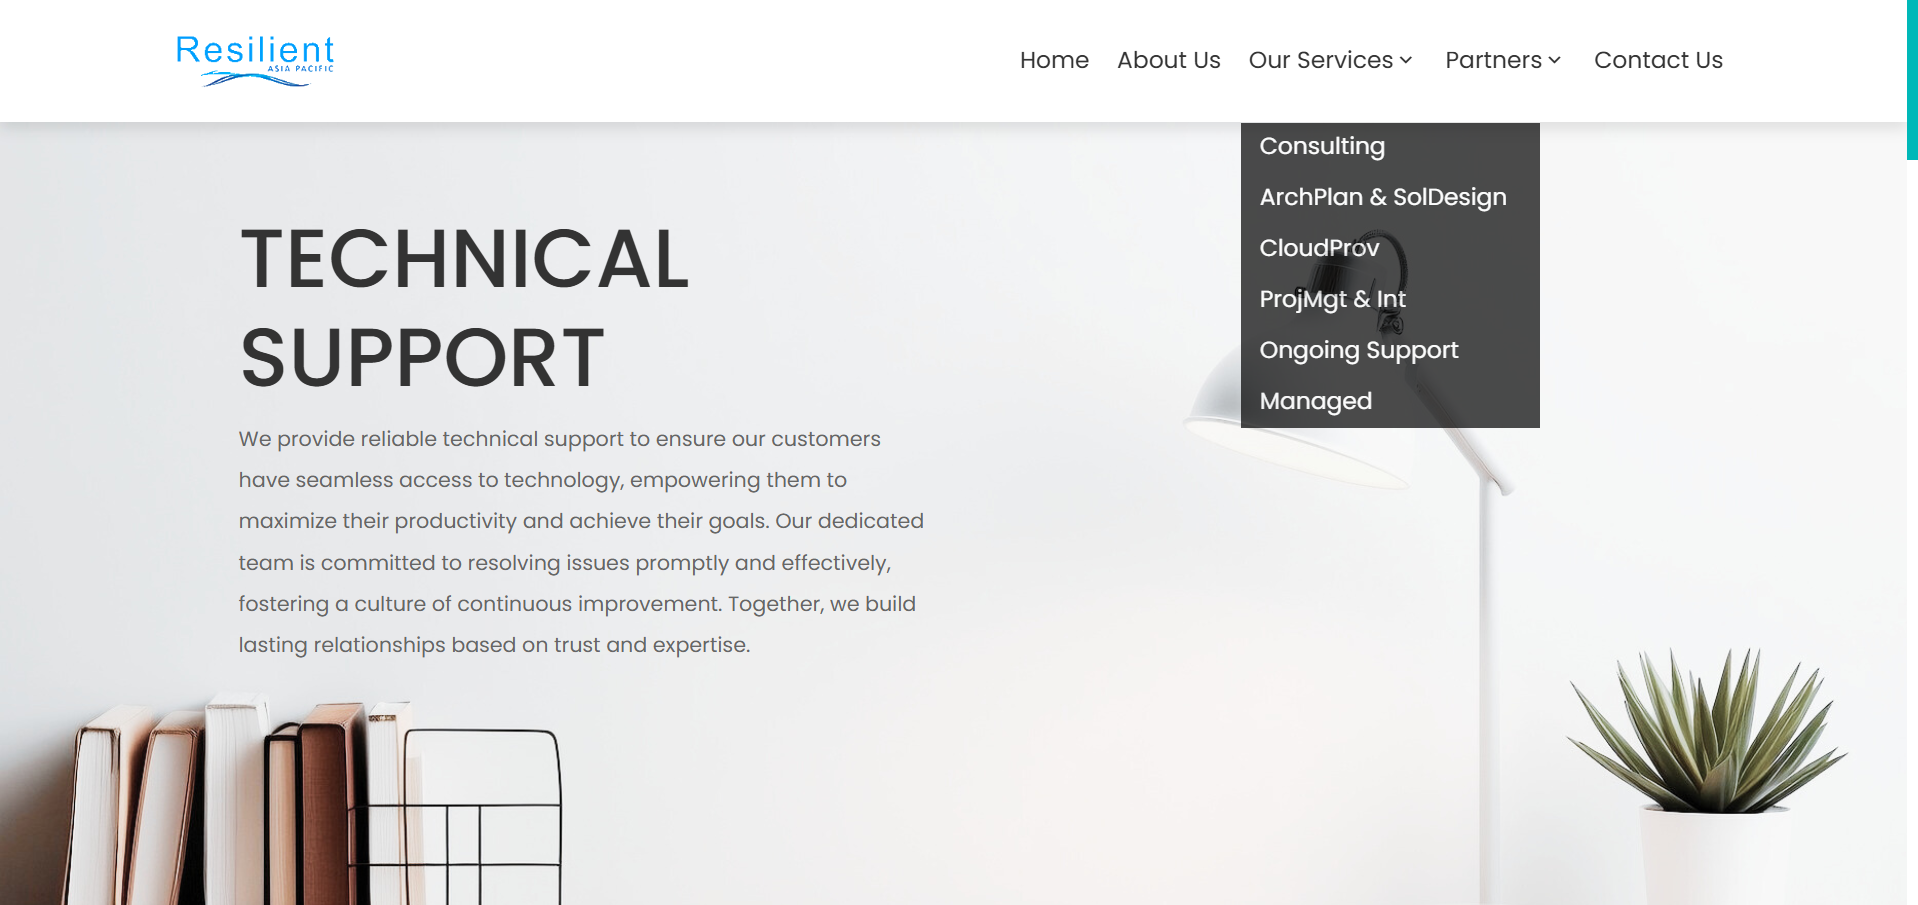 Resilient
ASIA PACIFIC
Home About Us Our Services Partners Contact Us
Consulting
ArchPlan & SolDesign
CloudProv
ProjMgt & Int
Ongoing Support
Managed
TECHNICAL
SUPPORT
We provide reliable technical support to ensure our customers
have seamless access to technology, empowering them to
maximize their productivity and achieve their goals. Our dedicated
team is committed to resolving issues promptly and effectively,
fostering a culture of continuous improvement. Together, we build
lasting relationships based on trust and expertise.